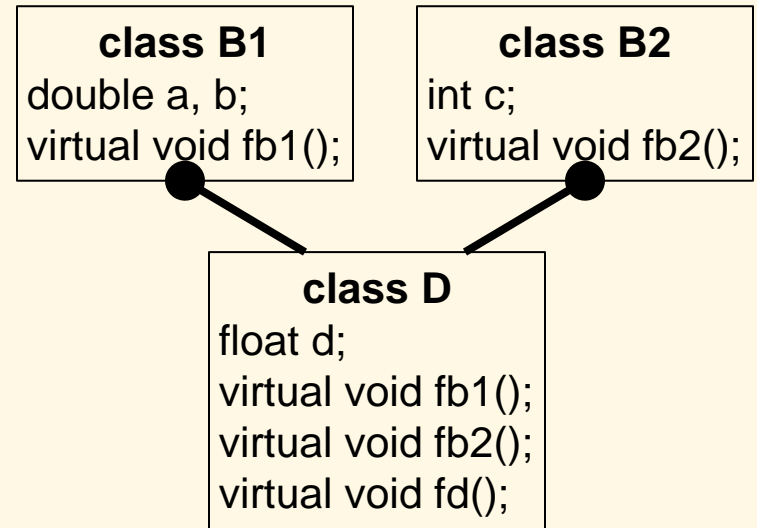 class B1
double a, b;
virtual void fb1();
class B2
int c;
virtual void fb2();
class D
float d;
virtual void fb1();
virtual void fb2();
virtual void fd();